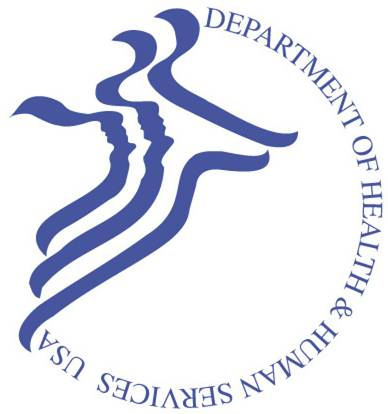 DEPARTMENT OF HEALTH & HUMAN SERVICES USA